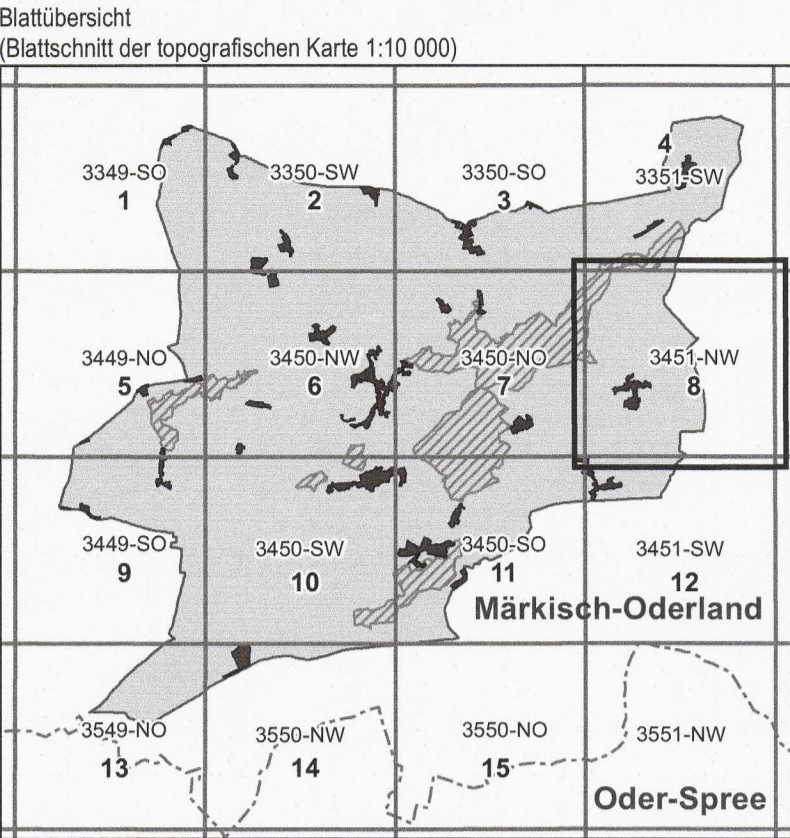 Blattübersicht
(Blattschnitt der topografischen Karte 1:10 000)
3349-SO
1
3350-SW
2
3350-SO
3
4
3351-SW
3449-NO
5
3450-NW
6
3450-NO
7
3451-NW
8
3449-SO
9
3450-SW
10
3450-SO
11
3451-SW
12
Märkisch-Oderland
3549-NO
13
3550-NW
14
3550-NO
15
3551-NW
Oder-Spree